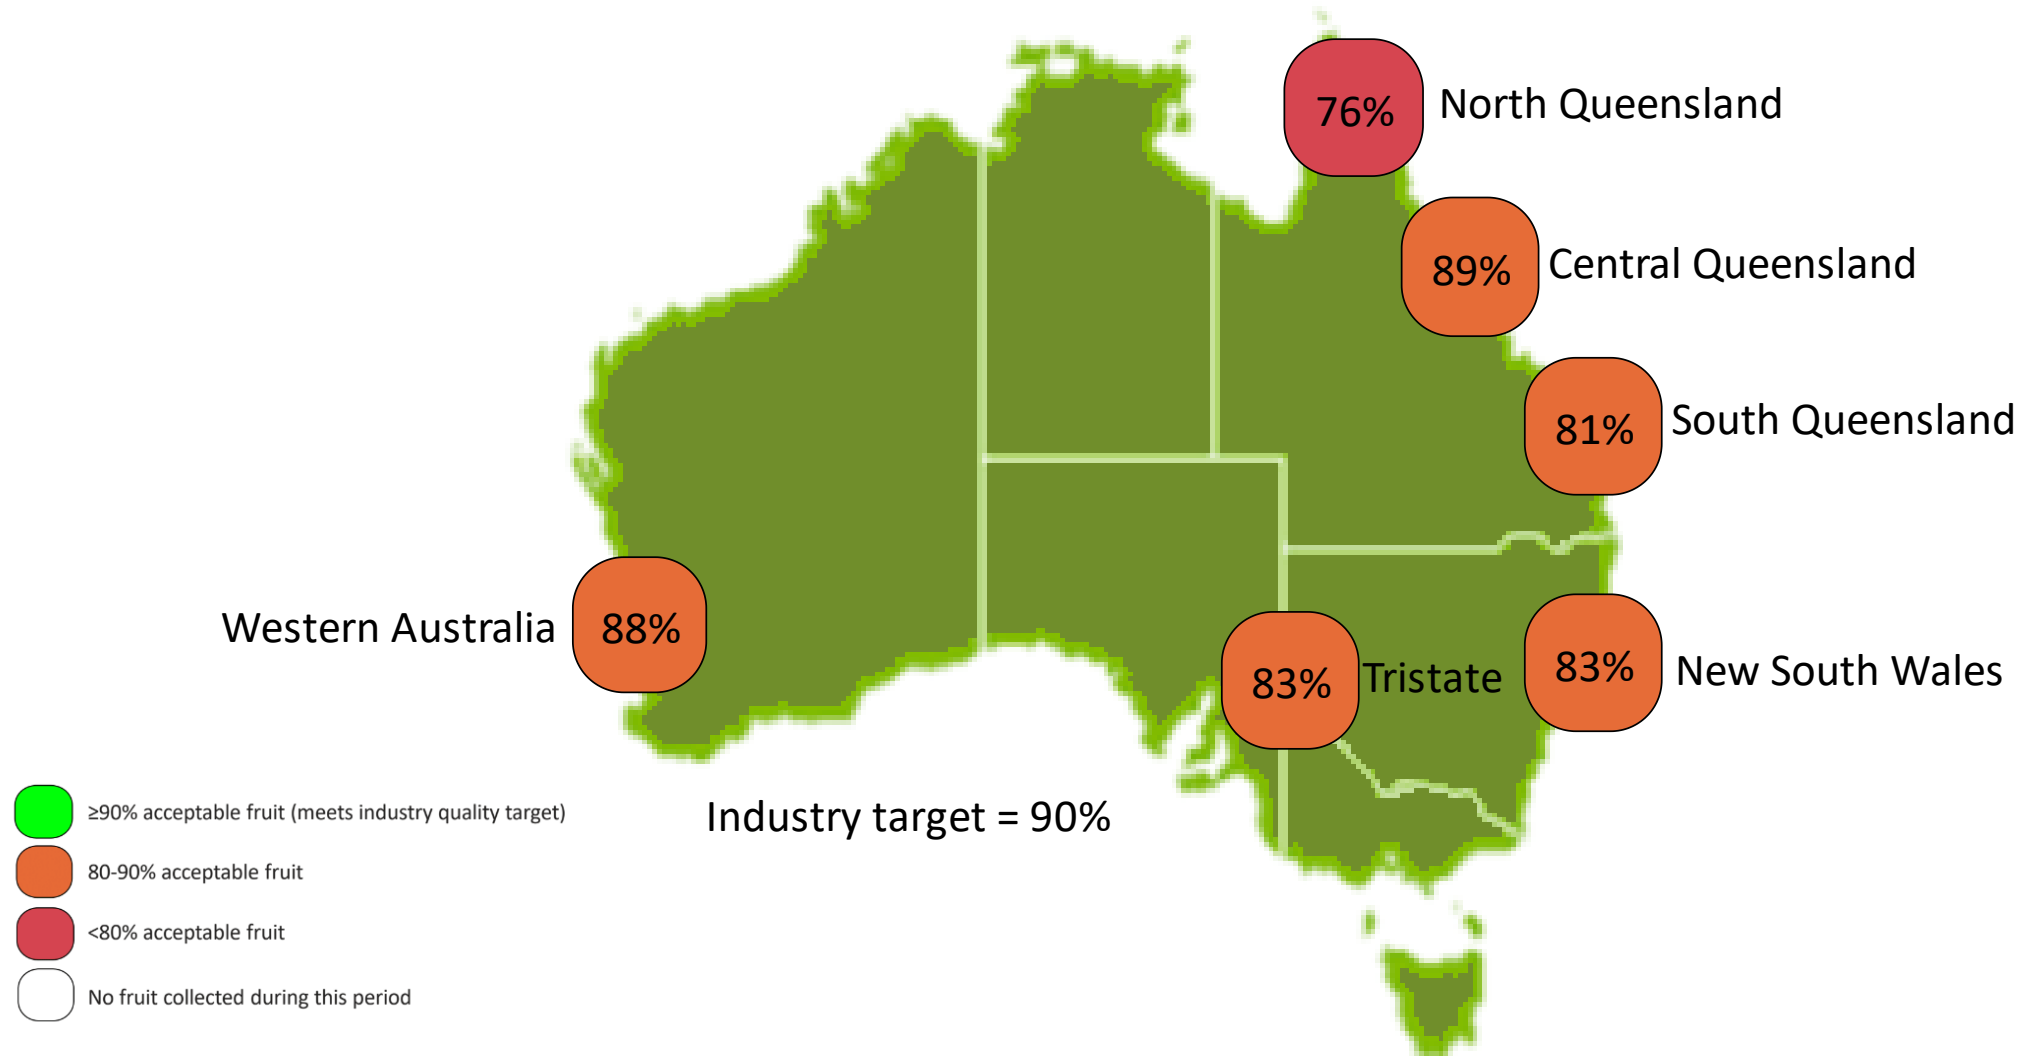 76% North Queensland
89% Central Queensland
81% South Queensland
Western Australia 88%
83% Tristate
83% New South Wales
Industry target = 90%
≥90% acceptable fruit (meets industry quality target)
80-90% acceptable fruit
<80% acceptable fruit
No fruit collected during this period